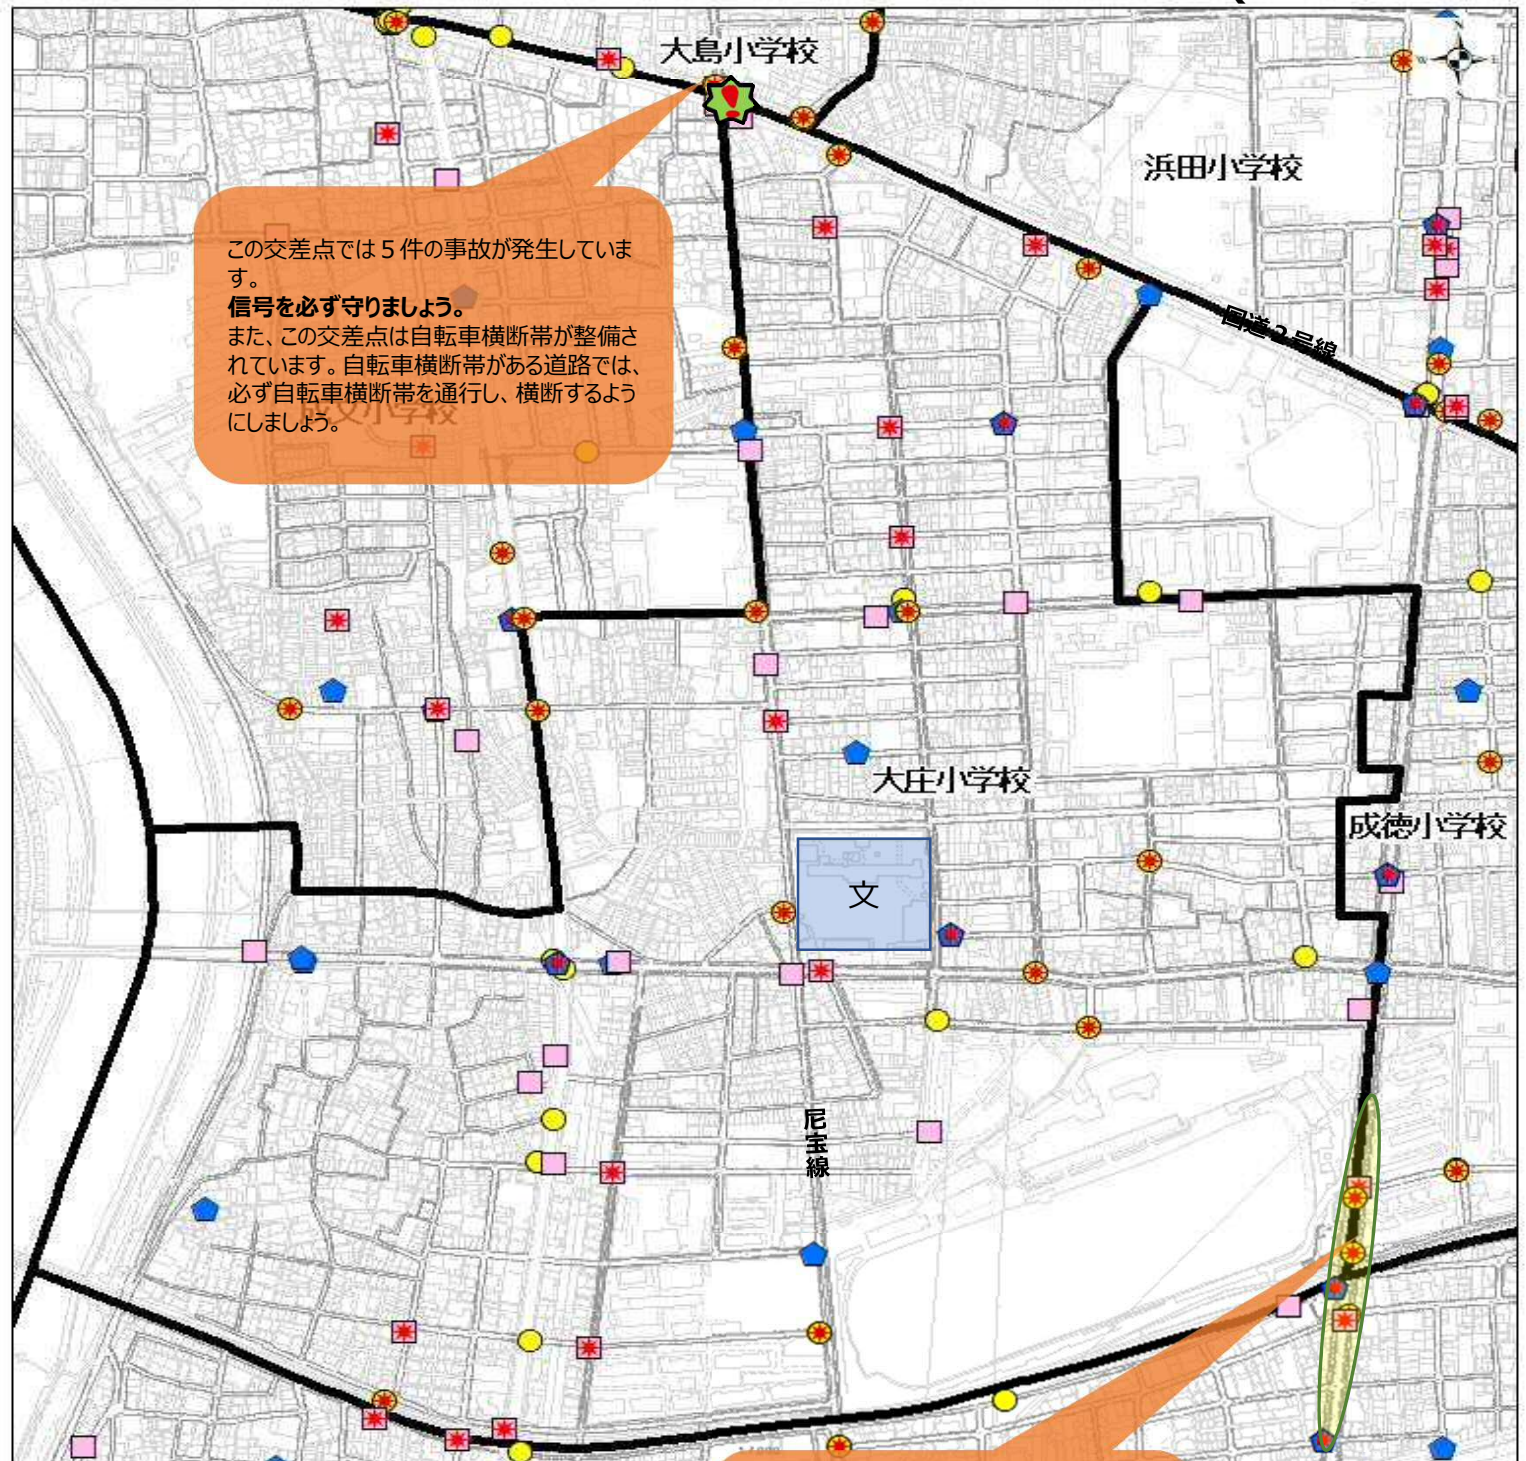 大島小学校
浜田小学校
この交差点では５件の事故が発生していま
す。
信号を必ず守りましょう。
また、この交差点は自転車横断帯が整備さ
れています。自転車横断帯がある道路では、
必ず自転車横断帯を通行し、横断するよう
にしましょう。
国道２号線
文小学校
大庄小学校
成徳小学校
文
尼宝線